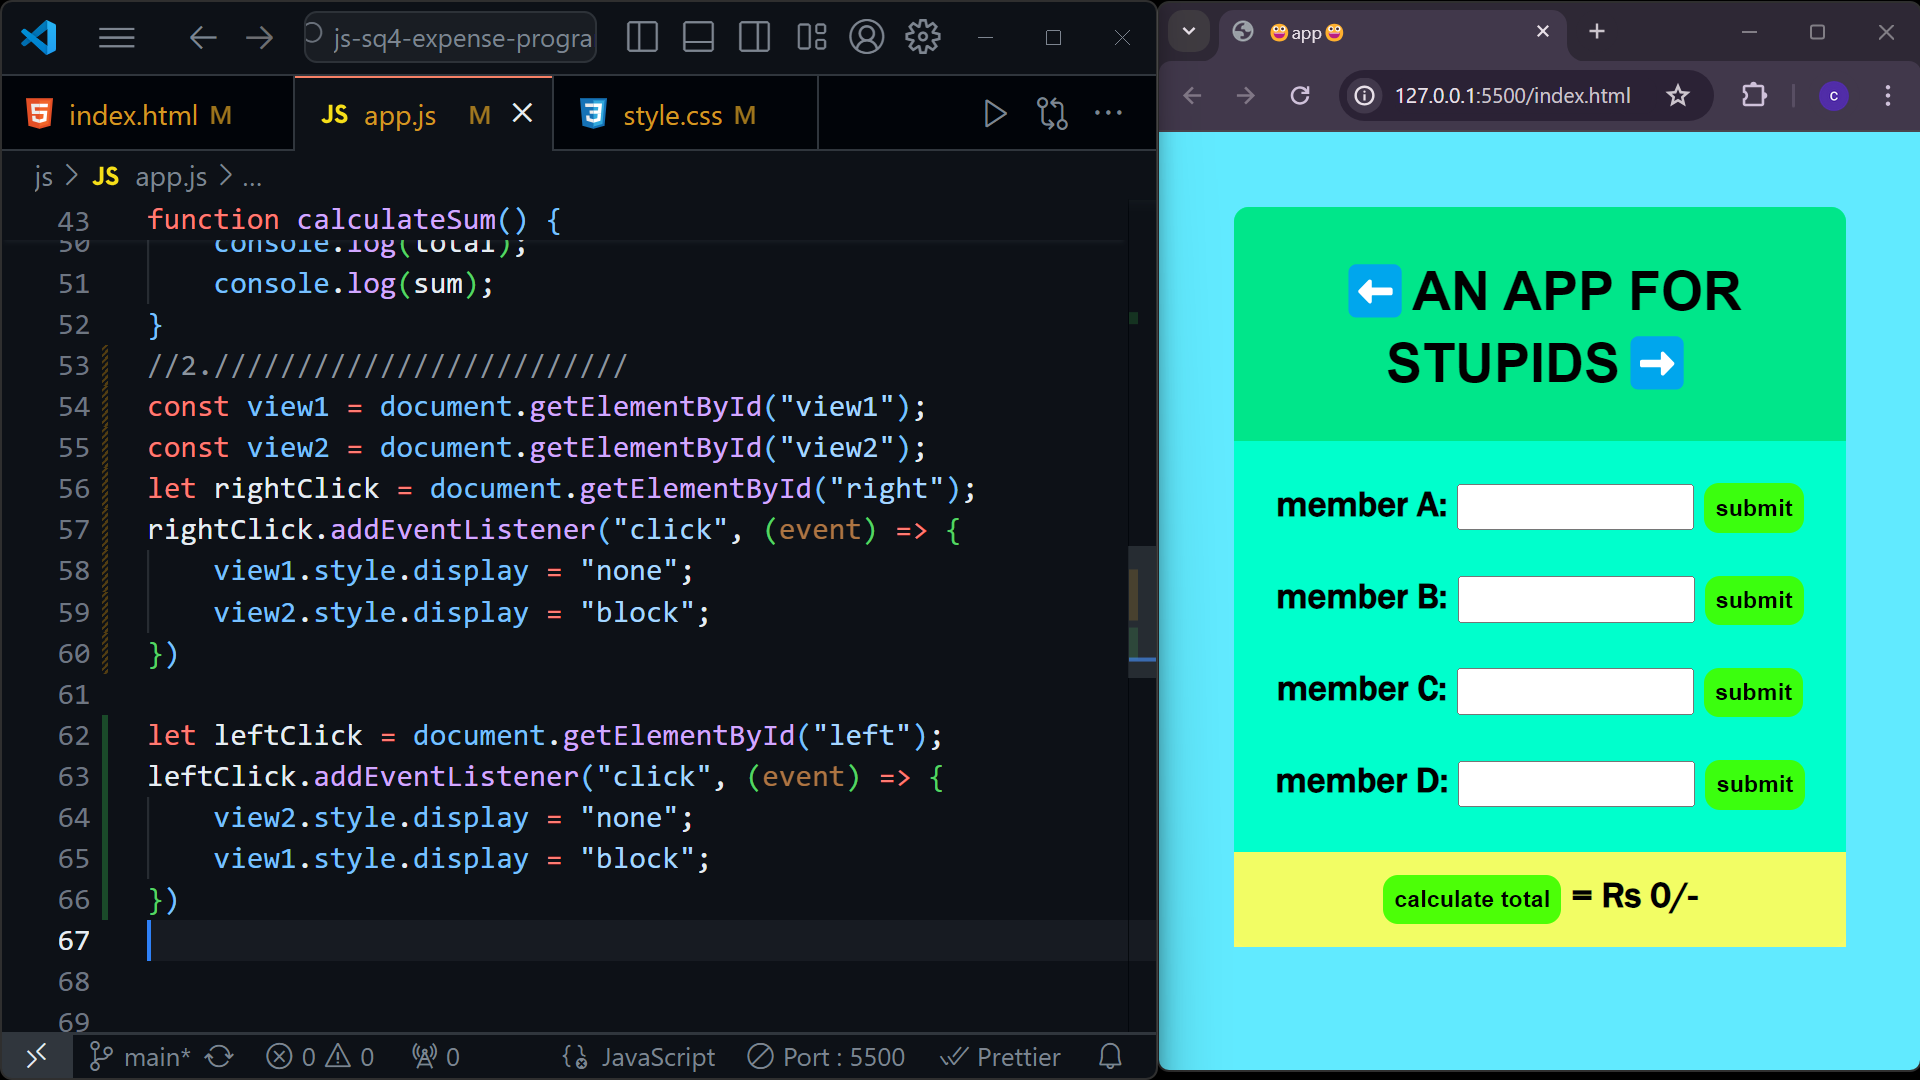 js-sq4-expense-progra
index.html M
JS app.js M
style.css M
js > JS app.js > ...
43 function calculateSum() {
50 console.log(total);
51 console.log(sum);
52 }
53 //2./////////////////////////
54 const view1 = document.getElementById("view1");
55 const view2 = document.getElementById("view2");
56 let rightClick = document.getElementById("right");
57 rightClick.addEventListener("click", (event) => {
58 view1.style.display = "none";
59 view2.style.display = "block";
60 })
61
62 let leftClick = document.getElementById("left");
63 leftClick.addEventListener("click", (event) => {
64 view2.style.display = "none";
65 view1.style.display = "block";
66 })
67
68
69
main* 0 0 0 JavaScript Port : 5500 Prettier
app
127.0.0.1:5500/index.html
c
AN APP FOR
STUPIDS
member A: submit
member B: submit
member C: submit
member D: submit
calculate total = Rs 0/-